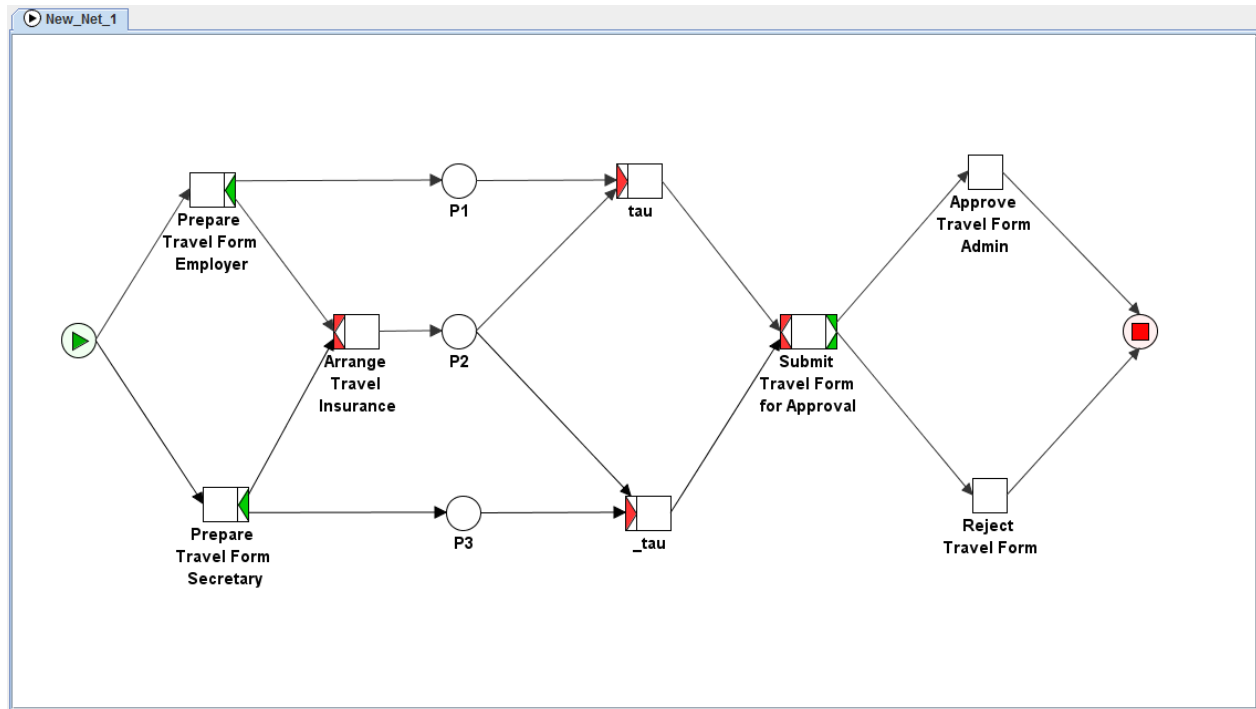 New_Net_1
Prepare
Travel Form
Employer
P1
tau
Approve
Travel Form
Admin
Arrange
Travel
Insurance
P2
Submit
Travel Form
for Approval
Prepare
Travel Form
Secretary
P3
_tau
Reject
Travel Form